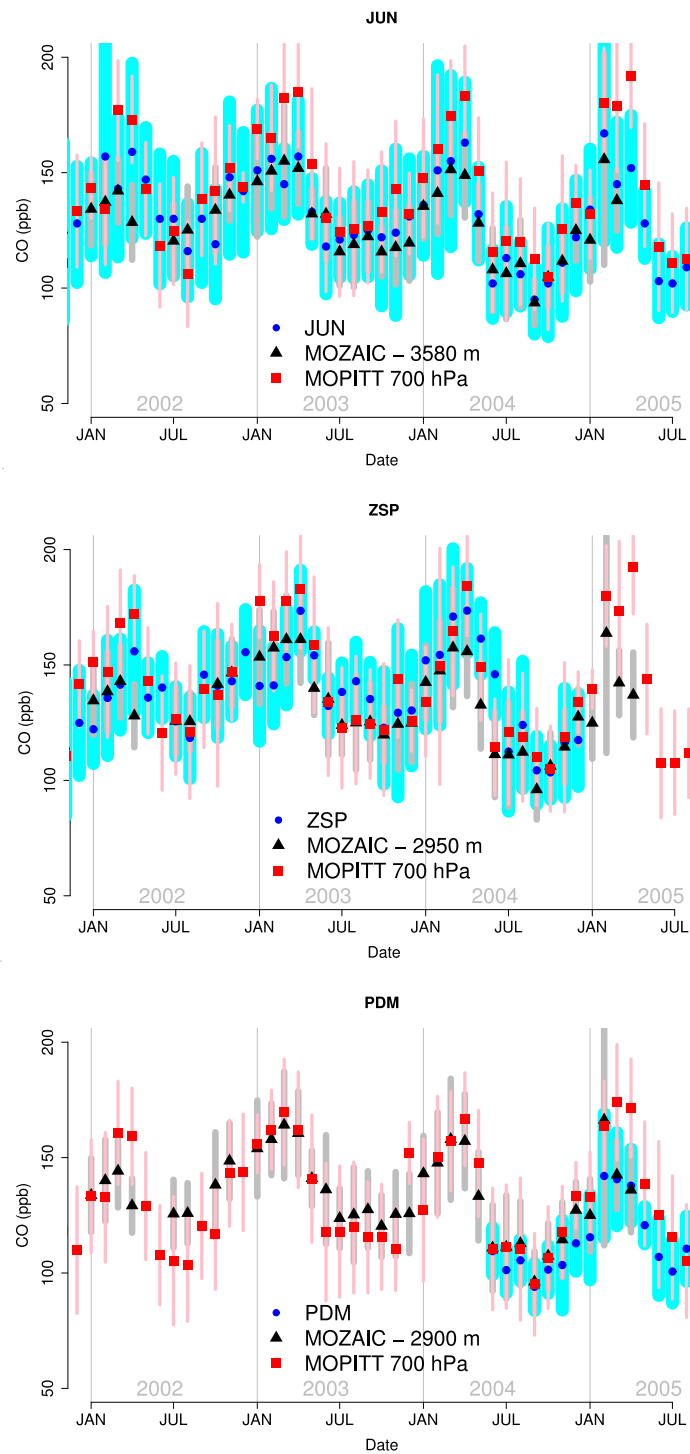 JUN
CO (ppb)
200
150
100
50
JUN
MOZAIC – 3580 m
MOPITT 700 hPa
2002
2003
2004
2005
JAN JUL JAN JUL JAN JUL JAN JUL
Date
ZSP
CO (ppb)
200
150
100
50
ZSP
MOZAIC – 2950 m
MOPITT 700 hPa
2002
2003
2004
2005
JAN JUL JAN JUL JAN JUL JAN JUL
Date
PDM
CO (ppb)
200
150
100
50
PDM
MOZAIC – 2900 m
MOPITT 700 hPa
2002
2003
2004
2005
JAN JUL JAN JUL JAN JUL JAN JUL
Date